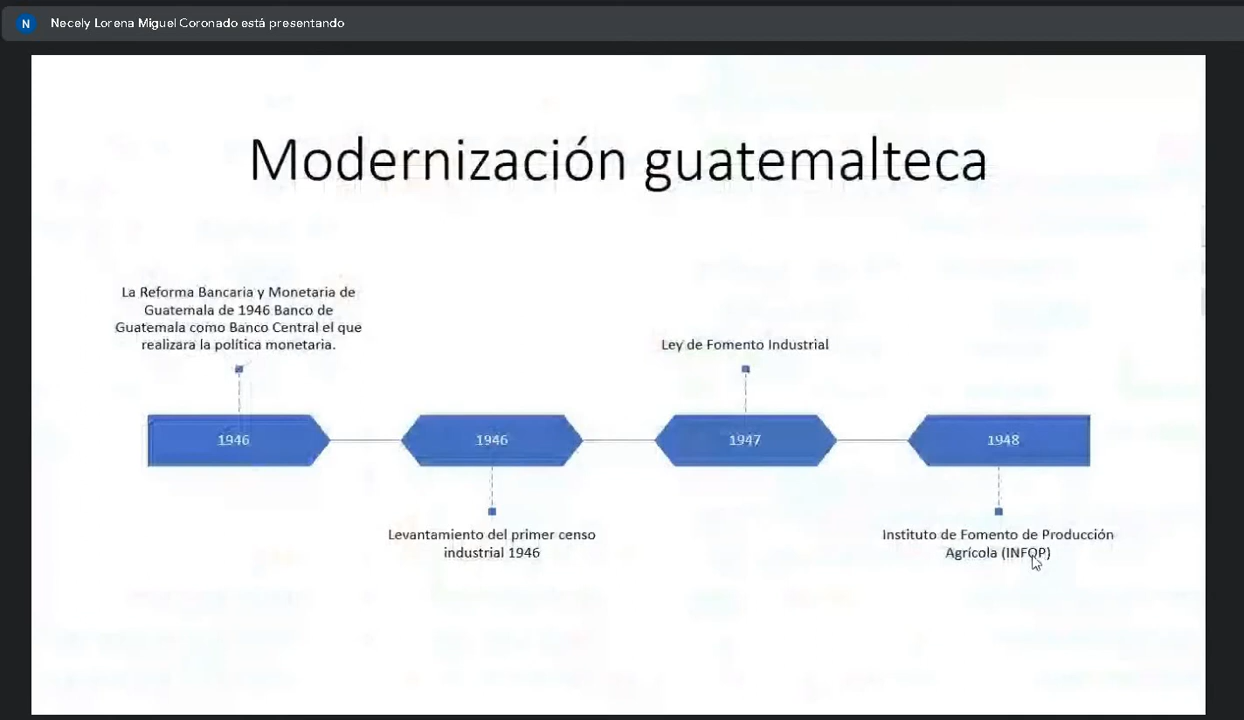 N Necely Lorena Miguel Coronado está presentando
Modernización guatemalteca
La Reforma Bancaria y Monetaria de
Guatemala de 1946 Banco de
Guatemala como Banco Central el que
realizara la política monetaria.
Ley de Fomento Industrial
1946
1946
1947
1948
Levantamiento del primer censo
industrial 1946
Instituto de Fomento de Producción
Agrícola (INFOP)